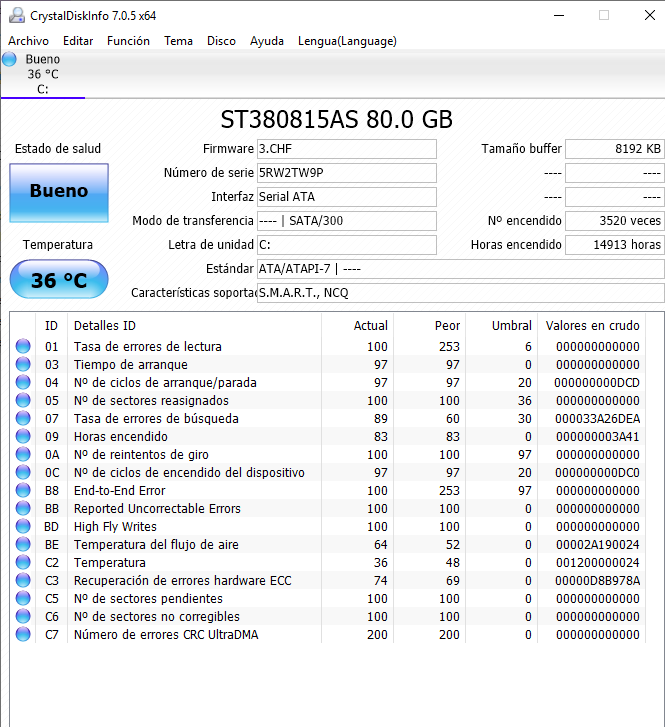 CrystalDiskInfo 7.0.5 x64
Archivo Editar Función Tema Disco Ayuda Lengua(Language)
Bueno
36 °C
C:
ST380815AS 80.0 GB
Estado de salud
Bueno
Temperatura
36 °C
Firmware 3.CHF Tamaño buffer 8192 KB
Número de serie 5RW2TW9P ---- ----
Interfaz Serial ATA ---- ----
Modo de transferencia ---- | SATA/300 Nº encendido 3520 veces
Letra de unidad C: Horas encendido 14913 horas
Estándar ATA/ATAPI-7 | ----
Características soportad S.M.A.R.T., NCQ
ID Detalles ID Actual Peor Umbral Valores en crudo
01 Tasa de errores de lectura 100 253 6 000000000000
03 Tiempo de arranque 97 97 0 000000000000
04 Nº de ciclos de arranque/parada 97 97 20 000000000DCD
05 Nº de sectores reasignados 100 100 36 000000000000
07 Tasa de errores de búsqueda 89 60 30 000033A26DEA
09 Horas encendido 83 83 0 000000003A41
0A Nº de reintentos de giro 100 100 97 000000000000
0C Nº de ciclos de encendido del dispositivo 97 97 20 000000000DC0
B8 End-to-End Error 100 253 97 000000000000
BB Reported Uncorrectable Errors 100 100 0 000000000000
BD High Fly Writes 100 100 0 000000000000
BE Temperatura del flujo de aire 64 52 0 00002A190024
C2 Temperatura 36 48 0 001200000024
C3 Recuperación de errores hardware ECC 74 69 0 00000D8B978A
C5 Nº de sectores pendientes 100 100 0 000000000000
C6 Nº de sectores no corregibles 100 100 0 000000000000
C7 Número de errores CRC UltraDMA 200 200 0 000000000000